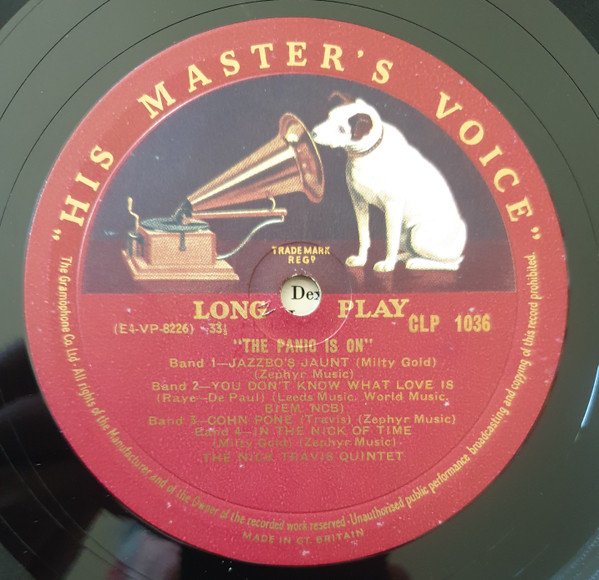 "HIS MASTER'S VOICE"
TRADE MARK
REGD
Dex
LONG PLAY
(E4-VP-8226) 33⅓
CLP 1036
"THE PANIC IS ON"
Band 1—JAZZBO'S JAUNT (Milty Gold)
(Zephyr Music)
Band 2—YOU DON'T KNOW WHAT LOVE IS
(Raye—De Paul) (Leeds Music, World Music,
BIEM, NCB)
Band 3—COHN PONE (Travis) (Zephyr Music)
Band 4—IN THE NICK OF TIME
(Milty Gold) (Zephyr Music)
THE NICK TRAVIS QUINTET
The Gramophone Co. Ltd · All rights of the Manufacturer and of the Owner of the recorded work reserved · Unauthorised public performance, broadcasting and copying of this record prohibited.
MADE IN GT. BRITAIN